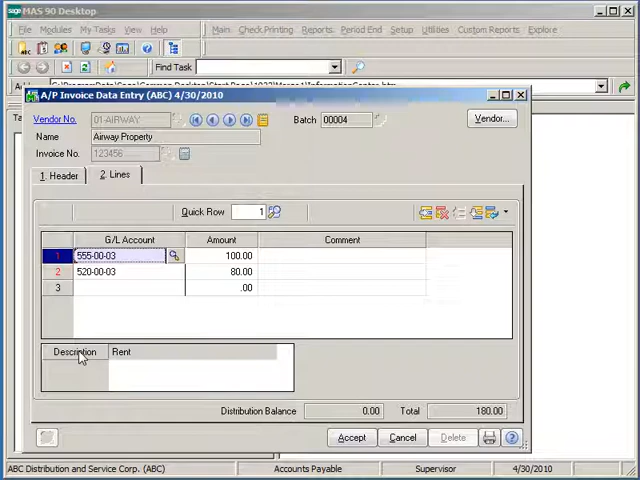 sage MAS 90 Desktop
File Modules My Tasks View Help Main Check Printing Reports Period End Setup Utilities Custom Reports Explore
Find Task
A/P Invoice Data Entry (ABC) 4/30/2010
Vendor No. 01-AIRWAY Batch 00004 Vendor...
Name Airway Property
Invoice No. 123456
1. Header 2. Lines
Quick Row 1
G/L Account Amount Comment
1 555-00-03 100.00
2 520-00-03 80.00
3 .00
Description Rent
Distribution Balance 0.00 Total 180.00
Accept Cancel Delete
ABC Distribution and Service Corp. (ABC) Accounts Payable Supervisor 4/30/2010